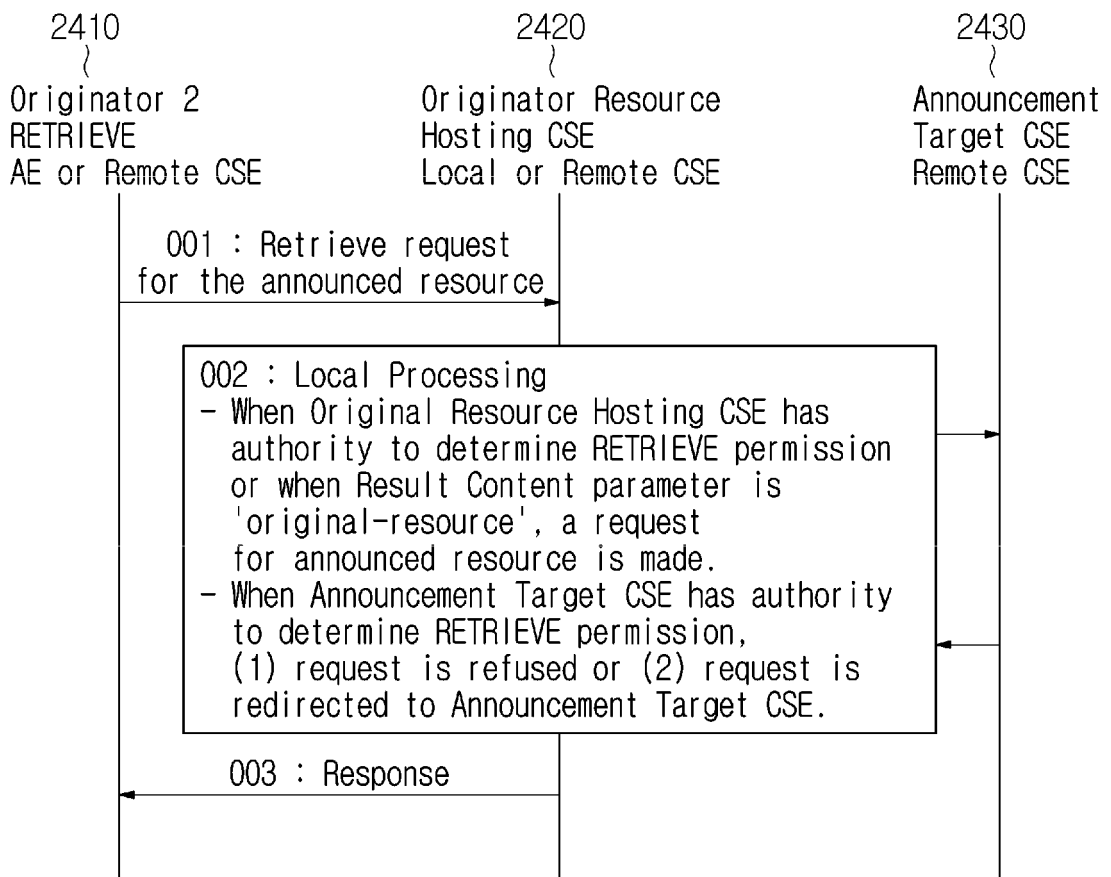 2410
2420
2430
Originator 2
RETRIEVE
AE or Remote CSE
Originator Resource
Hosting CSE
Local or Remote CSE
Announcement
Target CSE
Remote CSE
001 : Retrieve request
for the announced resource
002 : Local Processing
- When Original Resource Hosting CSE has
authority to determine RETRIEVE permission
or when Result Content parameter is
'original-resource', a request
for announced resource is made.
- When Announcement Target CSE has authority
to determine RETRIEVE permission,
(1) request is refused or (2) request is
redirected to Announcement Target CSE.
003 : Response